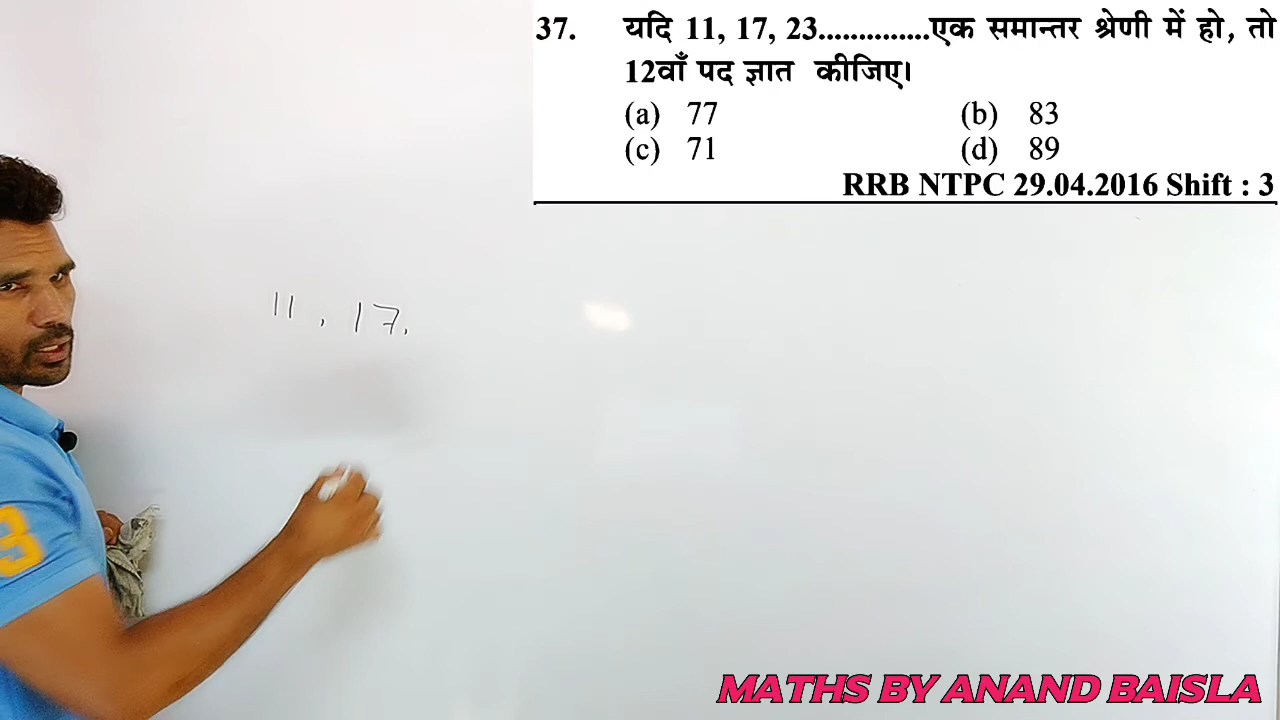 37. यदि 11, 17, 23..............एक समान्तर श्रेणी में हो, तो
12वाँ पद ज्ञात कीजिए।
(a) 77 (b) 83
(c) 71 (d) 89
RRB NTPC 29.04.2016 Shift : 3
11, 17,
3
MATHS BY ANAND BAISLA